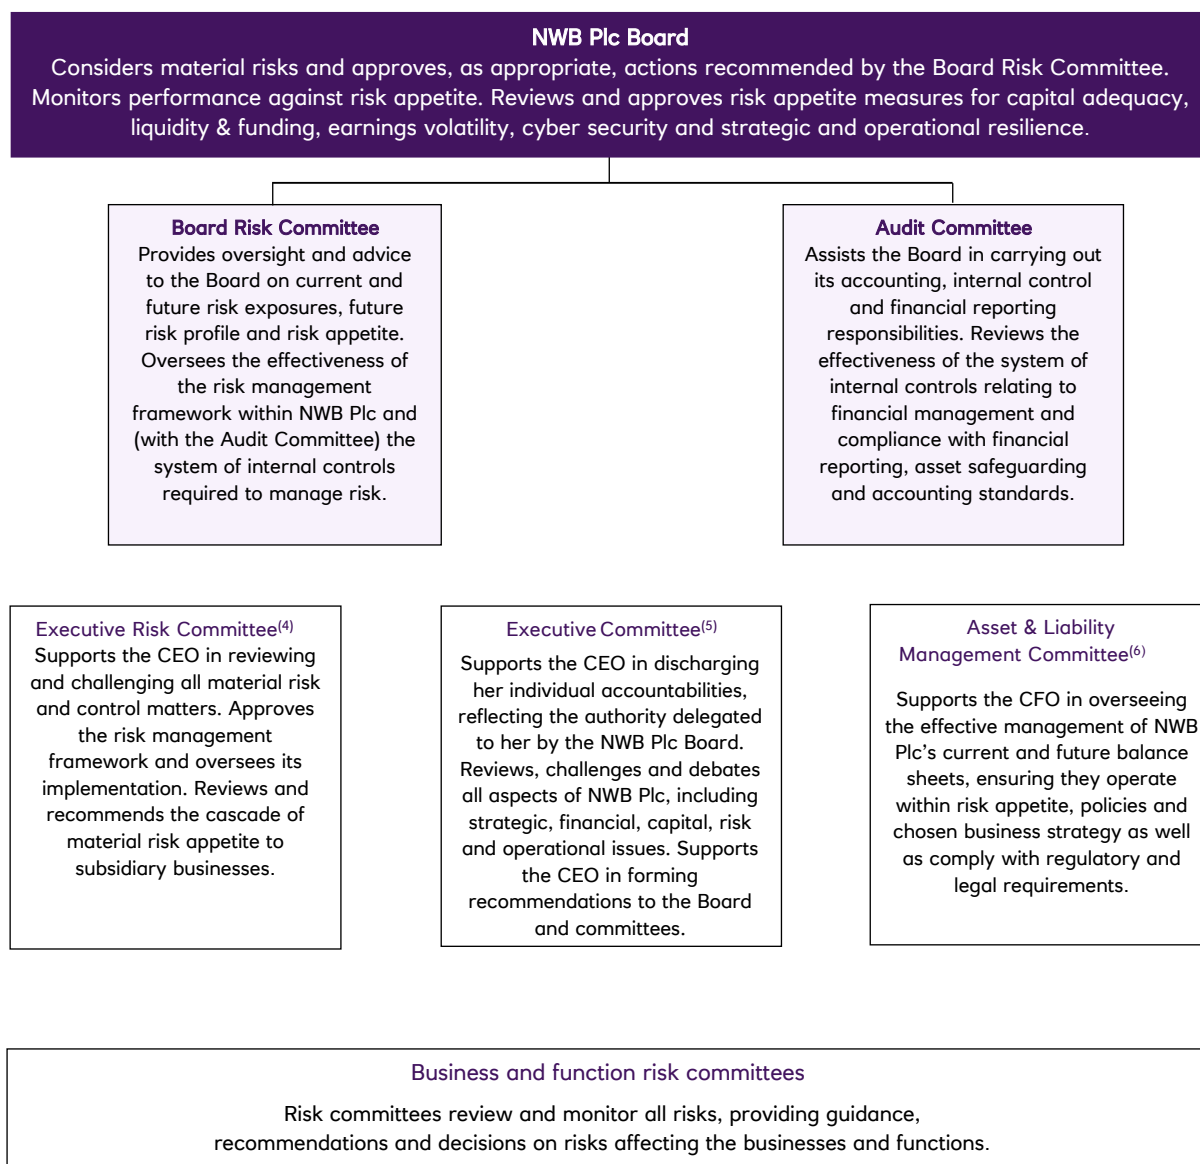 NWB Plc Board
Considers material risks and approves, as appropriate, actions recommended by the Board Risk Committee.
Monitors performance against risk appetite. Reviews and approves risk appetite measures for capital adequacy,
liquidity & funding, earnings volatility, cyber security and strategic and operational resilience.
Board Risk Committee
Provides oversight and advice
to the Board on current and
future risk exposures, future
risk profile and risk appetite.
Oversees the effectiveness of
the risk management
framework within NWB Plc and
(with the Audit Committee) the
system of internal controls
required to manage risk.
Audit Committee
Assists the Board in carrying out
its accounting, internal control
and financial reporting
responsibilities. Reviews the
effectiveness of the system of
internal controls relating to
financial management and
compliance with financial
reporting, asset safeguarding
and accounting standards.
Executive Risk Committee(4)
Supports the CEO in reviewing
and challenging all material risk
and control matters. Approves
the risk management
framework and oversees its
implementation. Reviews and
recommends the cascade of
material risk appetite to
subsidiary businesses.
Executive Committee(5)
Supports the CEO in discharging
her individual accountabilities,
reflecting the authority delegated
to her by the NWB Plc Board.
Reviews, challenges and debates
all aspects of NWB Plc, including
strategic, financial, capital, risk
and operational issues. Supports
the CEO in forming
recommendations to the Board
and committees.
Asset & Liability
Management Committee(6)
Supports the CFO in overseeing
the effective management of NWB
Plc's current and future balance
sheets, ensuring they operate
within risk appetite, policies and
chosen business strategy as well
as comply with regulatory and
legal requirements.
Business and function risk committees
Risk committees review and monitor all risks, providing guidance,
recommendations and decisions on risks affecting the businesses and functions.